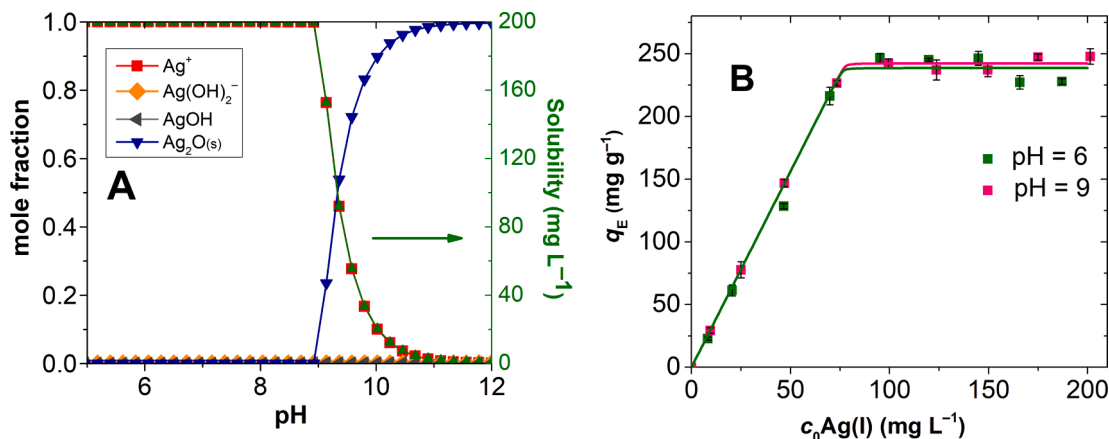 1.0
0.8
0.6
0.4
0.2
0.0
mole fraction
Ag⁺
Ag(OH)₂⁻
AgOH
Ag₂O(s)
A
200
160
120
80
40
0
Solubility (mg L⁻¹)
6
8
10
12
pH
B
250
200
150
100
50
0
qE (mg g⁻¹)
pH = 6
pH = 9
0
50
100
150
200
c₀Ag(I) (mg L⁻¹)